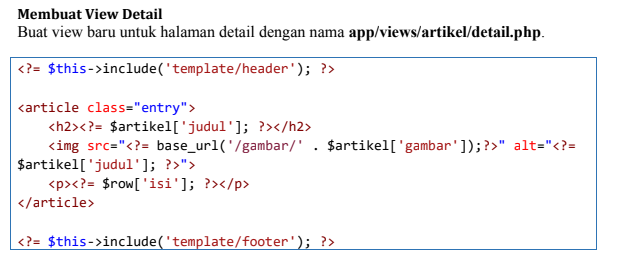 Membuat View Detail
Buat view baru untuk halaman detail dengan nama app/views/artikel/detail.php.
<?= $this->include('template/header'); ?>
<article class="entry">
<h2><?= $artikel['judul']; ?></h2>
<img src="<?= base_url('/gambar/' . $artikel['gambar']);?>" alt="<?=
$artikel['judul']; ?>">
<p><?= $row['isi']; ?></p>
</article>
<?= $this->include('template/footer'); ?>